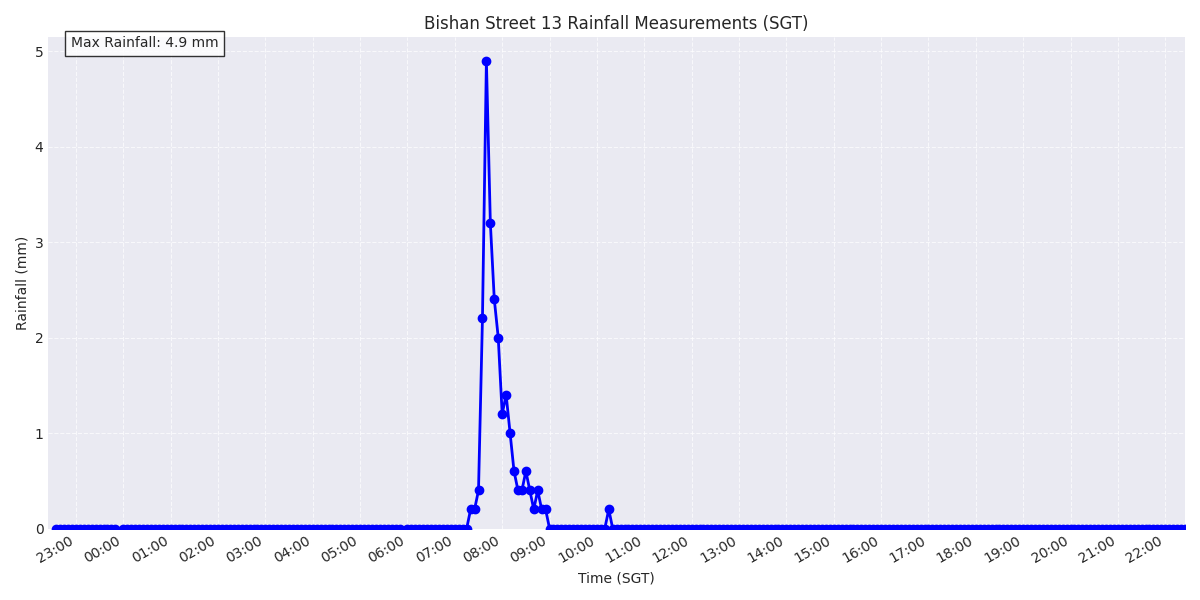 Bishan Street 13 Rainfall Measurements (SGT)
Max Rainfall: 4.9 mm
5
4
3
2
1
0
Rainfall (mm)
23:00 00:00 01:00 02:00 03:00 04:00 05:00 06:00 07:00 08:00 09:00 10:00 11:00 12:00 13:00 14:00 15:00 16:00 17:00 18:00 19:00 20:00 21:00 22:00
Time (SGT)